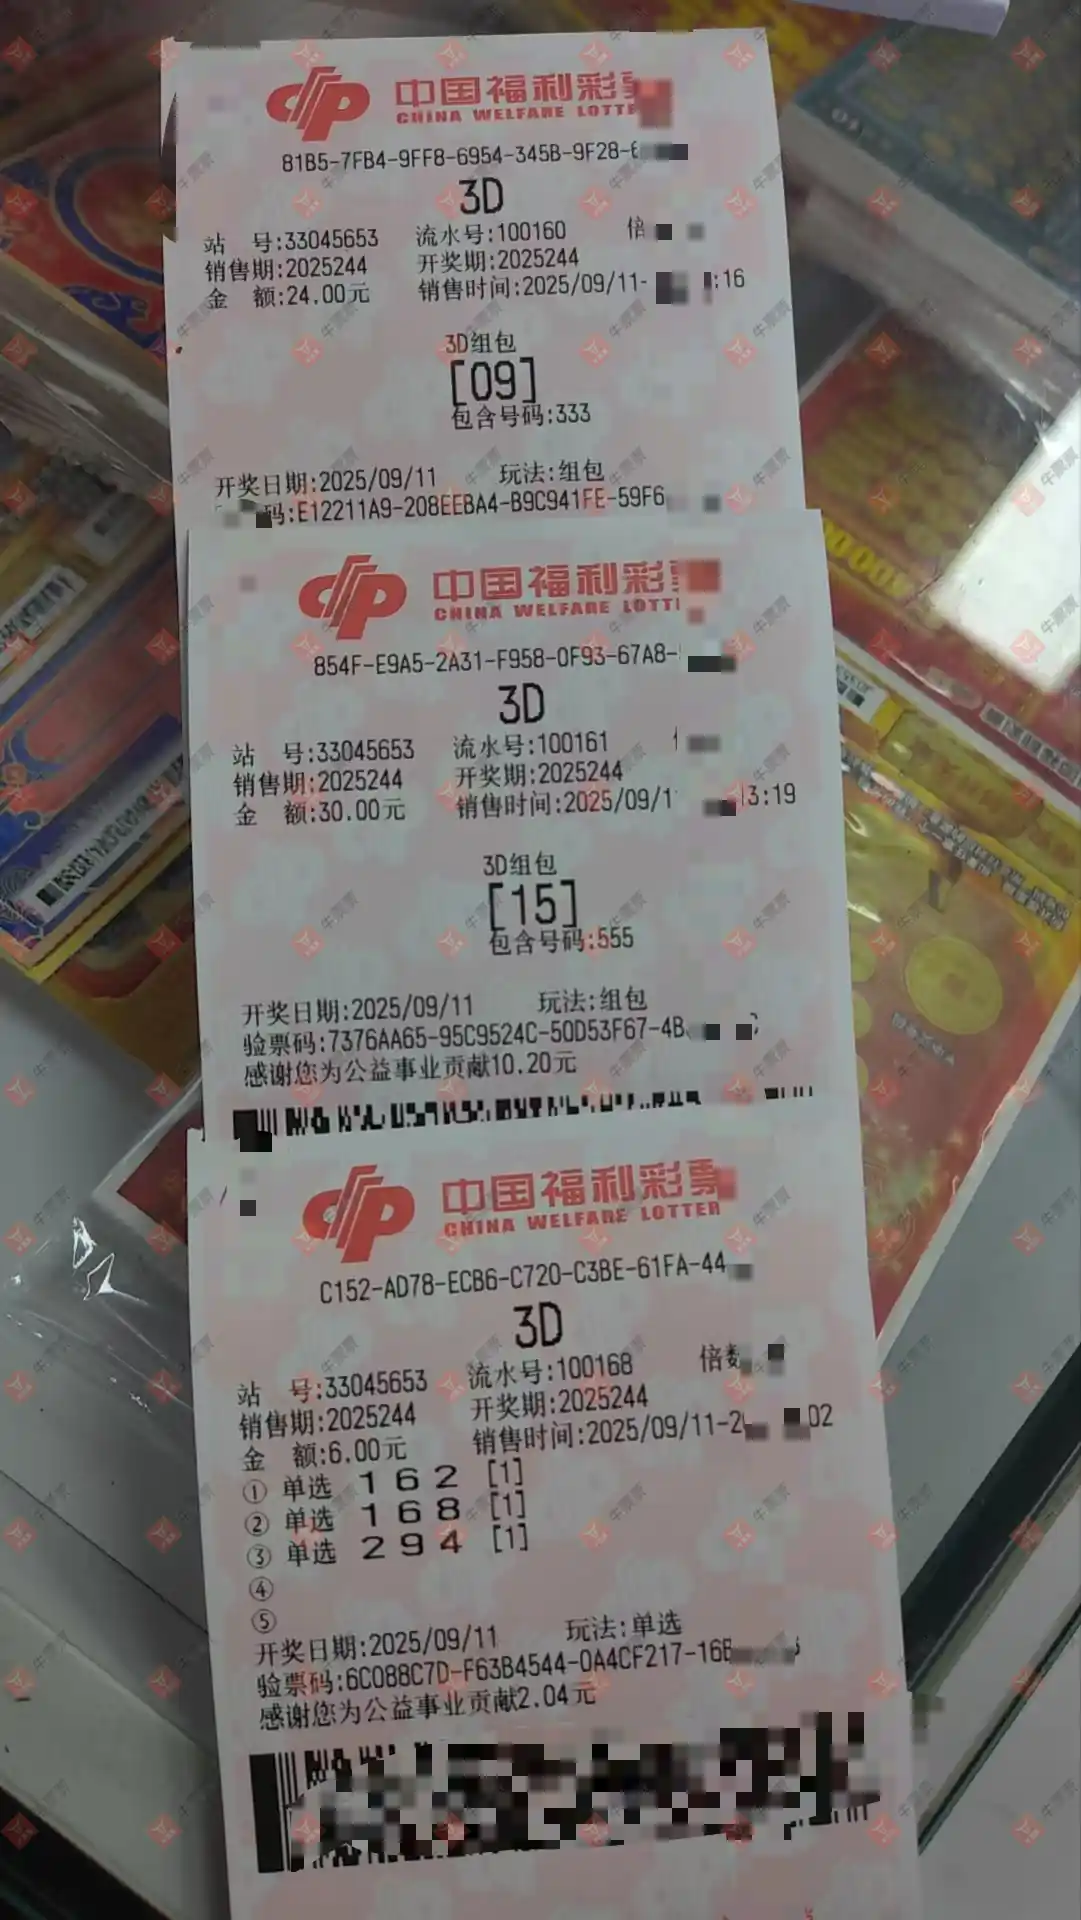 中国福利彩
CHINA WELFARE LOTTE
81B5-7FB4-9FF8-6954-345B-9F28-
3D
站 号:33045653 流水号:100160 倍
销售期:2025244 开奖期:2025244
金 额:24.00元 销售时间:2025/09/11- :16
3D组包
[09]
包含号码:333
开奖日期:2025/09/11 玩法:组包
码:E12211A9-208EEBA4-B9C941FE-59F6
中国福利彩
CHINA WELFARE LOTT
854F-E9A5-2A31-F958-0F93-67A8-
3D
站 号:33045653 流水号:100161
销售期:2025244 开奖期:2025244
金 额:30.00元 销售时间:2025/09/1 3:19
3D组包
[15]
包含号码:555
开奖日期:2025/09/11 玩法:组包
验票码:7376AA65-95C9524C-50D53F67-4B
感谢您为公益事业贡献10.20元
中国福利彩票
CHINA WELFARE LOTTER
C152-AD78-ECB6-C720-C3BE-61FA-44
3D
站 号:33045653 流水号:100168 倍数
销售期:2025244 开奖期:2025244
金 额:6.00元 销售时间:2025/09/11-2 02
① 单选 1 6 2 [1]
② 单选 1 6 8 [1]
③ 单选 2 9 4 [1]
④
⑤
开奖日期:2025/09/11 玩法:单选
验票码:6C088C7D-F63B4544-0A4CF217-16
感谢您为公益事业贡献2.04元